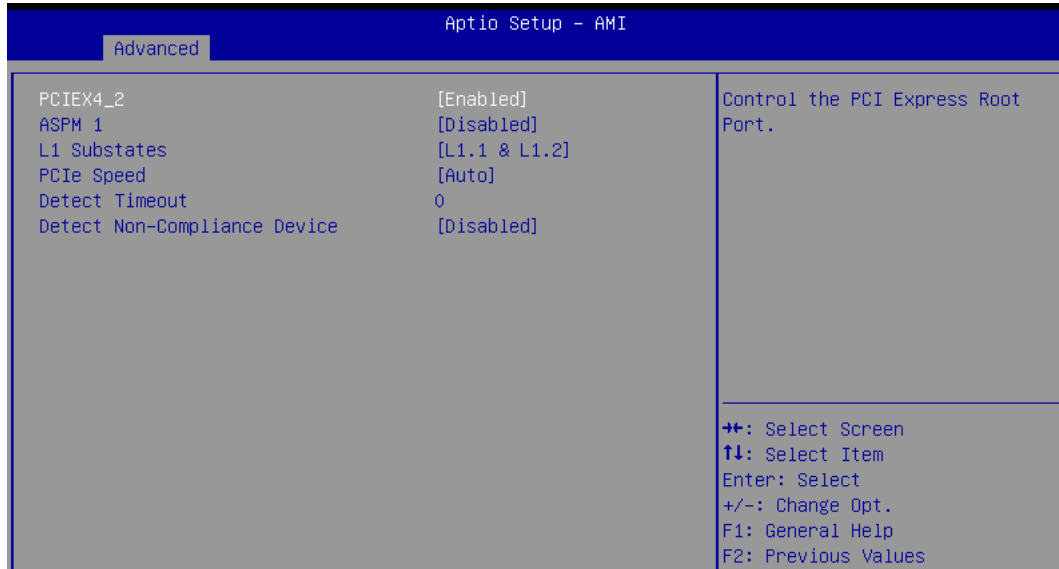 Aptio Setup - AMI
Advanced
PCIEX4_2 [Enabled]
ASPM 1 [Disabled]
L1 Substates [L1.1 & L1.2]
PCIe Speed [Auto]
Detect Timeout 0
Detect Non-Compliance Device [Disabled]
Control the PCI Express Root
Port.
→←: Select Screen
↑↓: Select Item
Enter: Select
+/-: Change Opt.
F1: General Help
F2: Previous Values